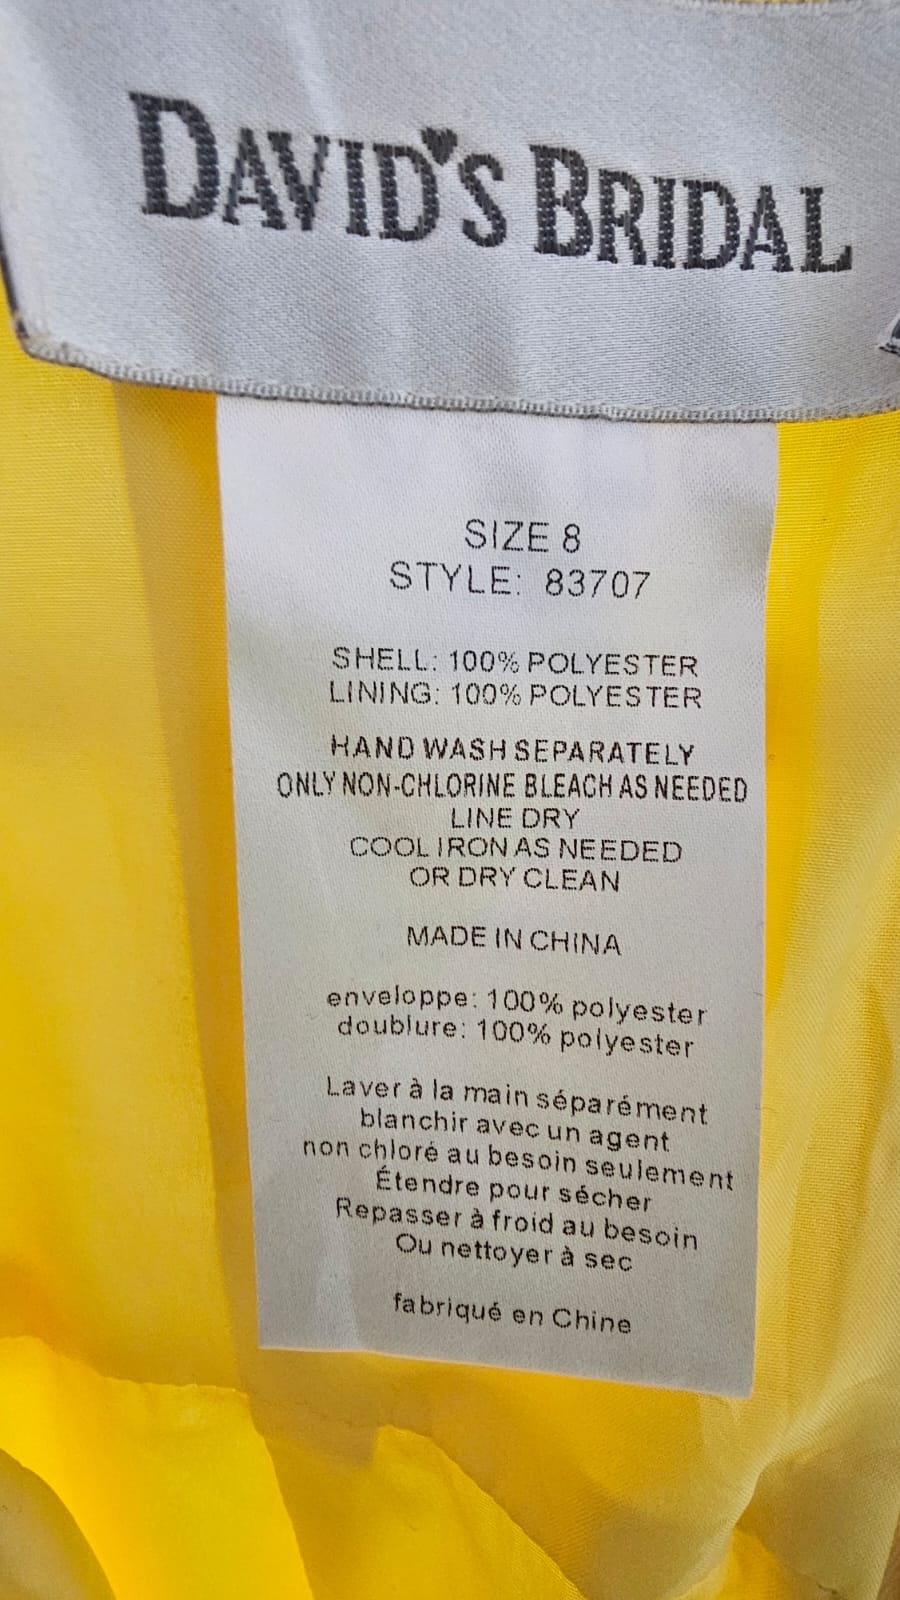 DAVID'S BRIDAL
SIZE 8
STYLE: 83707
SHELL: 100% POLYESTER
LINING: 100% POLYESTER
HAND WASH SEPARATELY
ONLY NON-CHLORINE BLEACH AS NEEDED
LINE DRY
COOL IRON AS NEEDED
OR DRY CLEAN
MADE IN CHINA
enveloppe: 100% polyester
doublure: 100% polyester
Laver à la main séparément
blanchir avec un agent
non chloré au besoin seulement
Étendre pour sécher
Repasser à froid au besoin
Ou nettoyer à sec
fabriqué en Chine